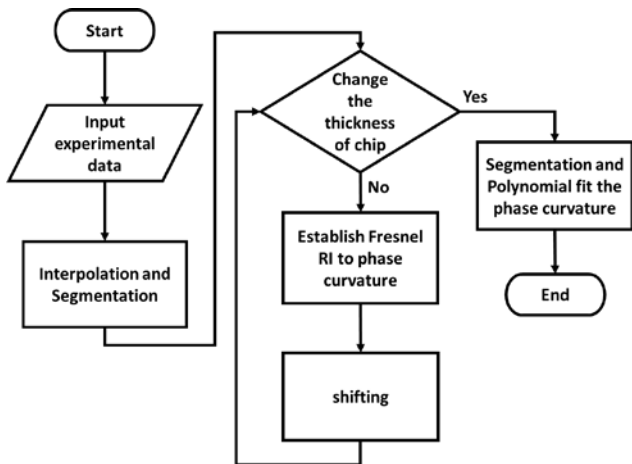 Start
Input
experimental
data
Interpolation and
Segmentation
Change
the
thickness
of chip
Yes
No
Establish Fresnel
RI to phase
curvature
shifting
Segmentation and
Polynomial fit the
phase curvature
End